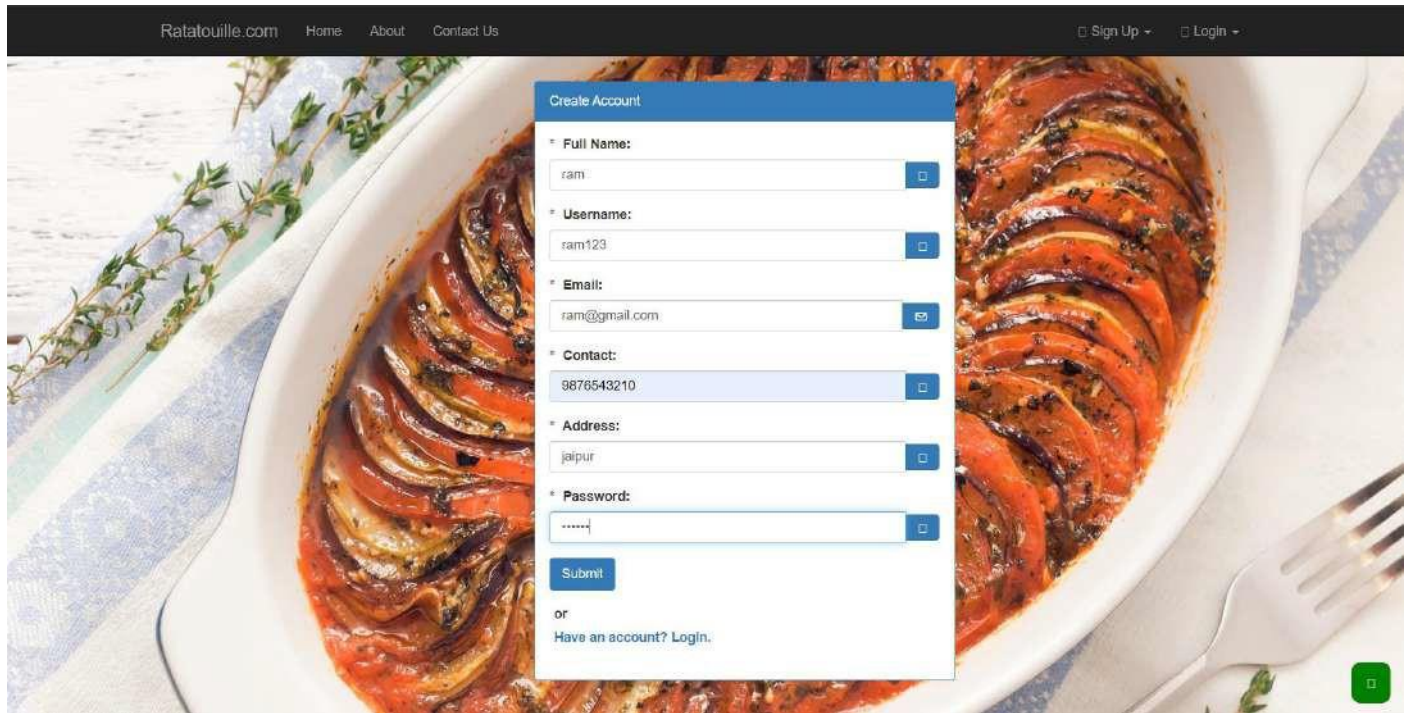 Ratatouille.com Home About Contact Us Sign Up Login
Create Account
* Full Name:
ram
* Username:
ram123
* Email:
ram@gmail.com
* Contact:
9876543210
* Address:
jaipur
* Password:
······
Submit
or
Have an account? Login.